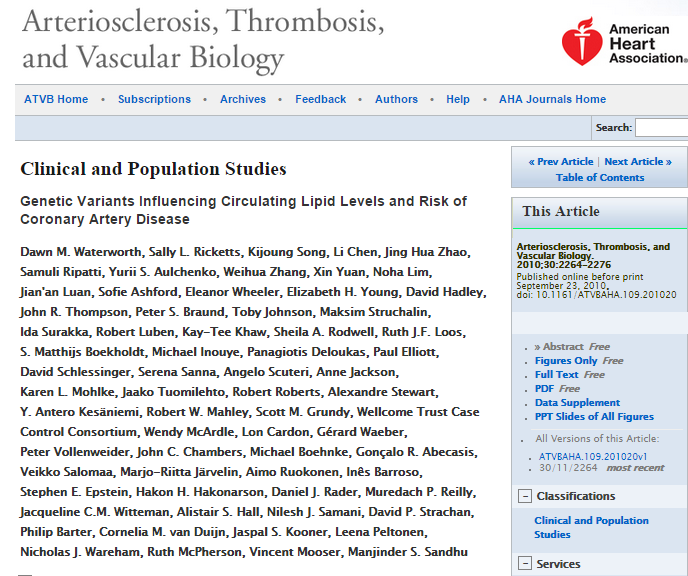 Arteriosclerosis, Thrombosis,
and Vascular Biology
American
Heart
Association®
ATVB Home • Subscriptions • Archives • Feedback • Authors • Help • AHA Journals Home
Search:
Clinical and Population Studies
Genetic Variants Influencing Circulating Lipid Levels and Risk of
Coronary Artery Disease
Dawn M. Waterworth, Sally L. Ricketts, Kijoung Song, Li Chen, Jing Hua Zhao,
Samuli Ripatti, Yurii S. Aulchenko, Weihua Zhang, Xin Yuan, Noha Lim,
Jian'an Luan, Sofie Ashford, Eleanor Wheeler, Elizabeth H. Young, David Hadley,
John R. Thompson, Peter S. Braund, Toby Johnson, Maksim Struchalin,
Ida Surakka, Robert Luben, Kay-Tee Khaw, Sheila A. Rodwell, Ruth J.F. Loos,
S. Matthijs Boekholdt, Michael Inouye, Panagiotis Deloukas, Paul Elliott,
David Schlessinger, Serena Sanna, Angelo Scuteri, Anne Jackson,
Karen L. Mohlke, Jaako Tuomilehto, Robert Roberts, Alexandre Stewart,
Y. Antero Kesäniemi, Robert W. Mahley, Scott M. Grundy, Wellcome Trust Case
Control Consortium, Wendy McArdle, Lon Cardon, Gérard Waeber,
Peter Vollenweider, John C. Chambers, Michael Boehnke, Gonçalo R. Abecasis,
Veikko Salomaa, Marjo-Riitta Järvelin, Aimo Ruokonen, Inês Barroso,
Stephen E. Epstein, Hakon H. Hakonarson, Daniel J. Rader, Muredach P. Reilly,
Jacqueline C.M. Witteman, Alistair S. Hall, Nilesh J. Samani, David P. Strachan,
Philip Barter, Cornelia M. van Duijn, Jaspal S. Kooner, Leena Peltonen,
Nicholas J. Wareham, Ruth McPherson, Vincent Mooser, Manjinder S. Sandhu
« Prev Article | Next Article »
Table of Contents
This Article
Arteriosclerosis, Thrombosis, and
Vascular Biology.
2010;30:2264–2276
Published online before print
September 23, 2010,
doi: 10.1161/ATVBAHA.109.201020
» Abstract Free
Figures Only Free
Full Text Free
PDF Free
Data Supplement
PPT Slides of All Figures
All Versions of this Article:
ATVBAHA.109.201020v1
30/11/2264 most recent
Classifications
Clinical and Population
Studies
Services